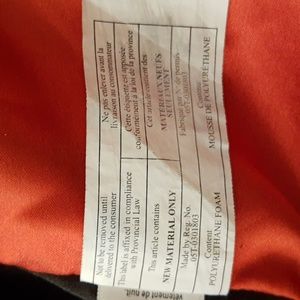 Not to be removed until
delivered to the consumer
This label is affixed in compliance
with Provincial Law
This article contains
NEW MATERIAL ONLY
Made by Reg. No.
Content
POLYURETHANE FOAM
Ne pas enlever avant la
livraison au consommateur
Cette étiquette est apposée
conformément à la loi de la province
Cet article contient des
MATERIAUX NEUFS
SEULEMENT
Fabriqué par No de permis
Contenu
MOUSSE DE POLYURETHANE
vêtement de nuit